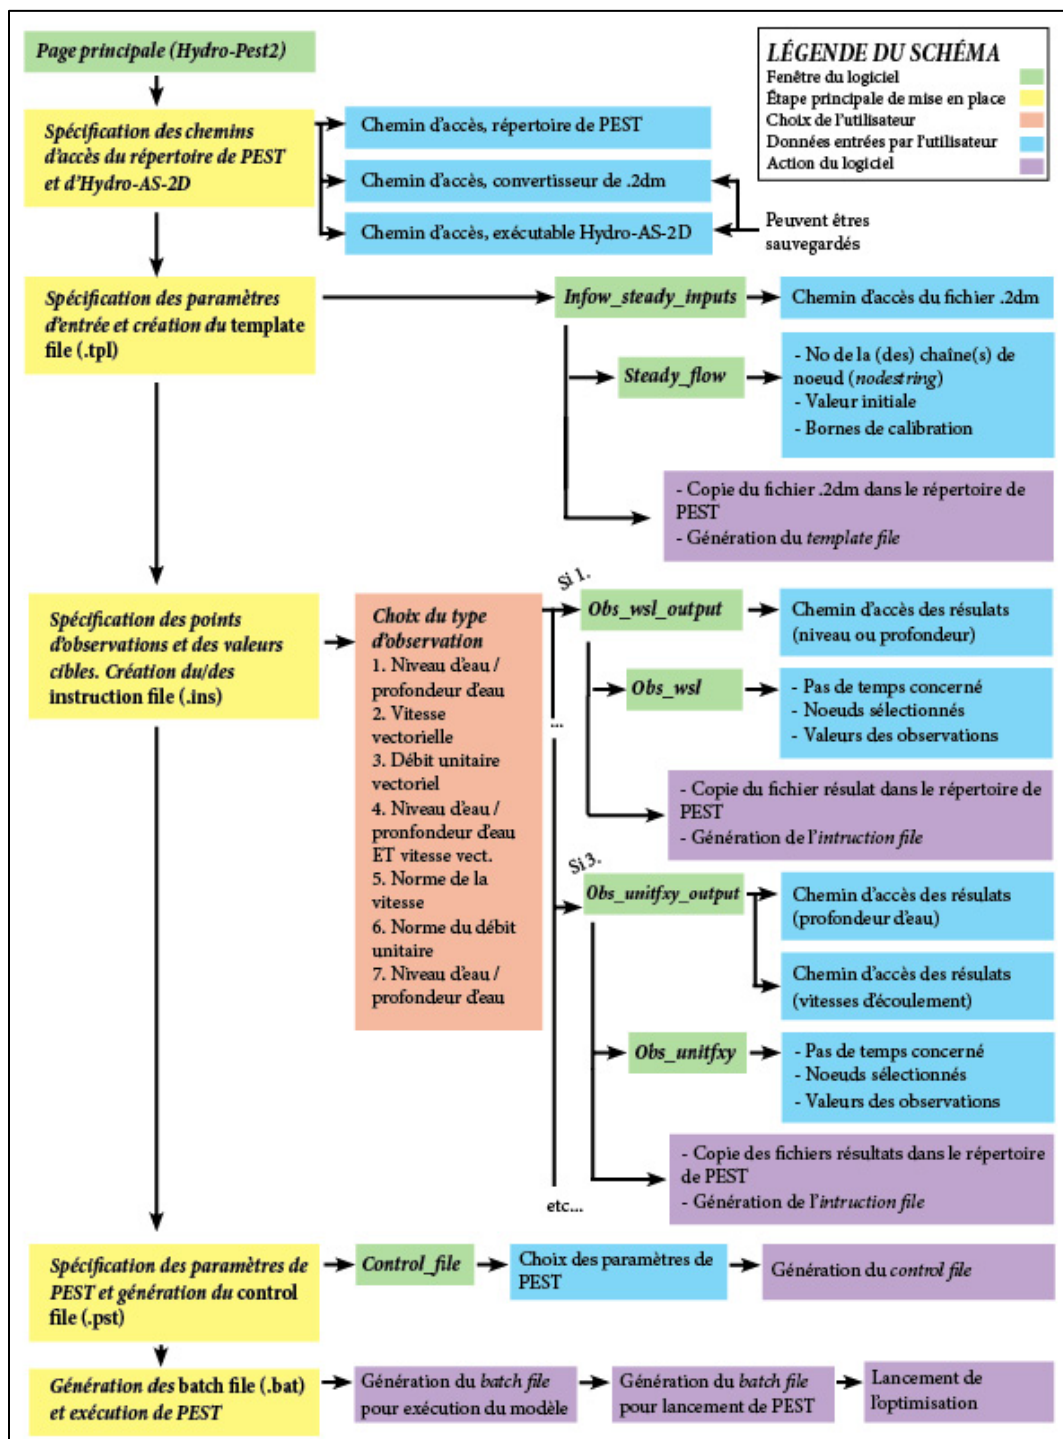 Page principale (Hydro-Pest2)
LÉGENDE DU SCHÉMA
Fenêtre du logiciel
Étape principale de mise en place
Choix de l'utilisateur
Données entrées par l'utilisateur
Action du logiciel
Spécification des chemins
d'accès du répertoire de PEST
et d'Hydro-AS-2D
Chemin d'accès, répertoire de PEST
Chemin d'accès, convertisseur de .2dm
Chemin d'accès, exécutable Hydro-AS-2D
Peuvent êtres
sauvegardés
Spécification des paramètres
d'entrée et création du template
file (.tpl)
Infow_steady_inputs
Chemin d'accès du fichier .2dm
Steady_flow
- No de la (des) chaîne(s) de
noeud (nodestring)
- Valeur initiale
- Bornes de calibration
- Copie du fichier .2dm dans le répertoire de
PEST
- Génération du template file
Spécification des points
d'observations et des valeurs
cibles. Création du/des
instruction file (.ins)
Choix du type
d'observation
1. Niveau d'eau /
profondeur d'eau
2. Vitesse
vectorielle
3. Débit unitaire
vectoriel
4. Niveau d'eau /
pronfondeur d'eau
ET vitesse vect.
5. Norme de la
vitesse
6. Norme du débit
unitaire
7. Niveau d'eau /
profondeur d'eau
Si 1.
...
Obs_wsl_output
Chemin d'accès des résulats
(niveau ou profondeur)
Obs_wsl
- Pas de temps concerné
- Noeuds sélectionnés
- Valeurs des observations
- Copie du fichier résulat dans le répertoire de
PEST
- Génération de l'intruction file
Si 3.
Obs_unitfxy_output
Chemin d'accès des résulats
(profondeur d'eau)
Chemin d'accès des résulats
(vitesses d'écoulement)
Obs_unitfxy
- Pas de temps concerné
- Noeuds sélectionnés
- Valeurs des observations
- Copie des fichiers résultats dans le répertoire
de PEST
- Génération de l'intruction file
etc...
Spécification des paramètres de
PEST et génération du control
file (.pst)
Control_file
Choix des paramètres de
PEST
Génération du control file
Génération des batch file (.bat)
et exécution de PEST
Génération du batch file
pour exécution du modèle
Génération du batch file
pour lancement de PEST
Lancement de
l'optimisation